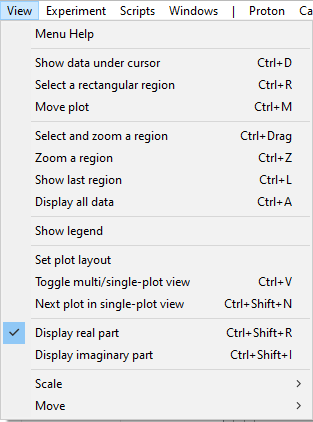 View Experiment Scripts Windows | Proton Ca
Menu Help
Show data under cursor Ctrl+D
Select a rectangular region Ctrl+R
Move plot Ctrl+M
Select and zoom a region Ctrl+Drag
Zoom a region Ctrl+Z
Show last region Ctrl+L
Display all data Ctrl+A
Show legend
Set plot layout
Toggle multi/single-plot view Ctrl+V
Next plot in single-plot view Ctrl+Shift+N
Display real part Ctrl+Shift+R
Display imaginary part Ctrl+Shift+I
Scale
Move